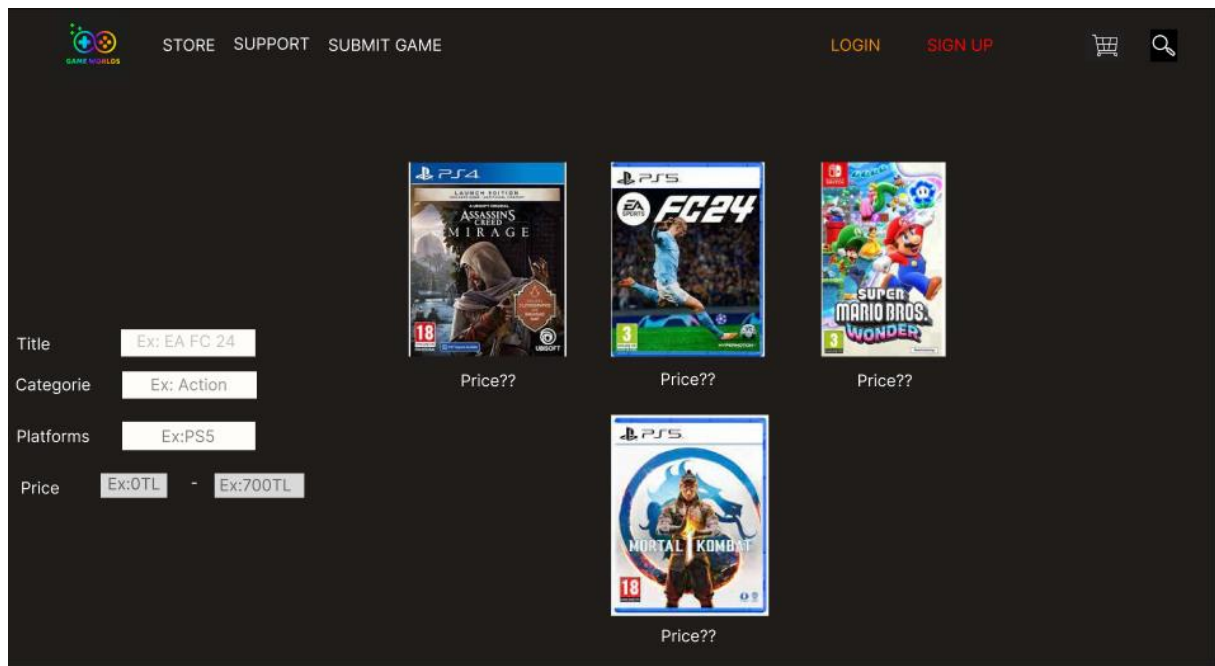 GAME WORLDS
STORE SUPPORT SUBMIT GAME LOGIN SIGN UP
PS4
LAUNCH EDITION
ASSASSIN'S
CREED
MIRAGE
18
UBISOFT
PS5
EA
SPERTS
FC24
3
HYPERMOTION
SUPER
MARIO BROS.
WONDER
3
Title Ex: EA FC 24
Categorie Ex: Action
Platforms Ex:PS5
Price Ex:0TL - Ex:700TL
Price?? Price?? Price??
PS5
MORTAL KOMBAT
18
Price??